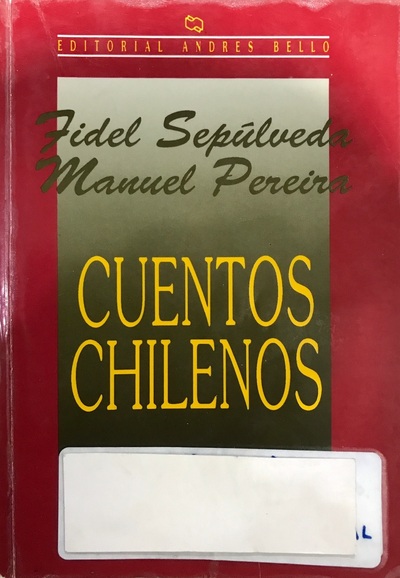 EDITORIAL ANDRES BELLO
Fidel Sepúlveda
Manuel Pereira
CUENTOS
CHILENOS